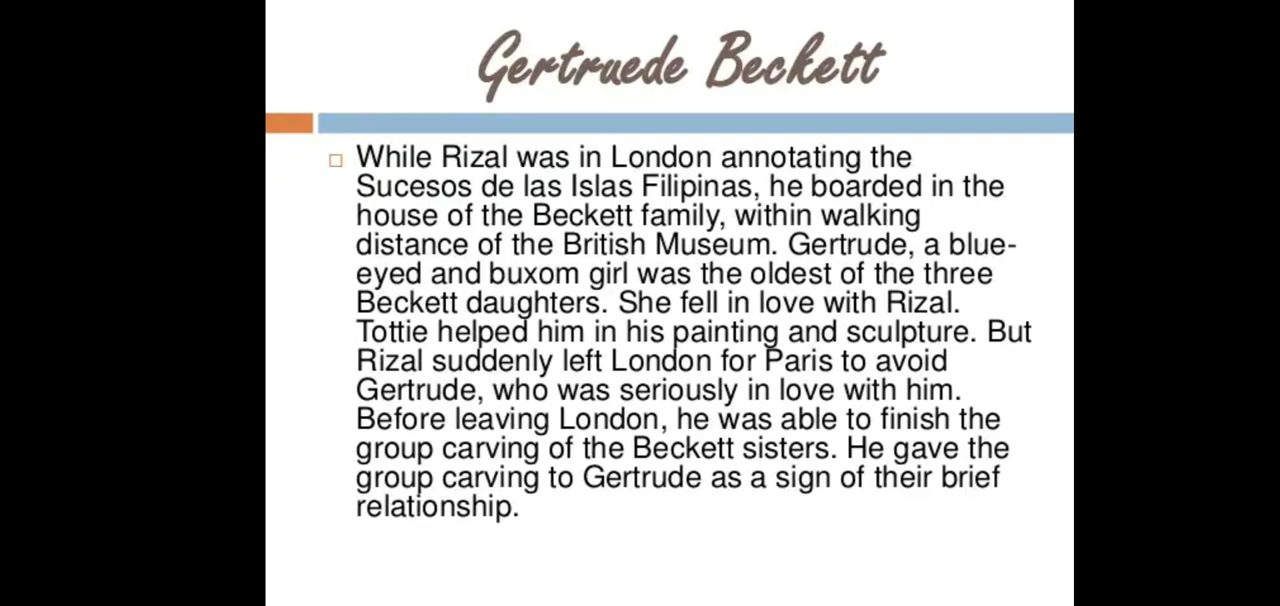 Gertruede Beckett
While Rizal was in London annotating the
Sucesos de las Islas Filipinas, he boarded in the
house of the Beckett family, within walking
distance of the British Museum. Gertrude, a blue-
eyed and buxom girl was the oldest of the three
Beckett daughters. She fell in love with Rizal.
Tottie helped him in his painting and sculpture. But
Rizal suddenly left London for Paris to avoid
Gertrude, who was seriously in love with him.
Before leaving London, he was able to finish the
group carving of the Beckett sisters. He gave the
group carving to Gertrude as a sign of their brief
relationship.